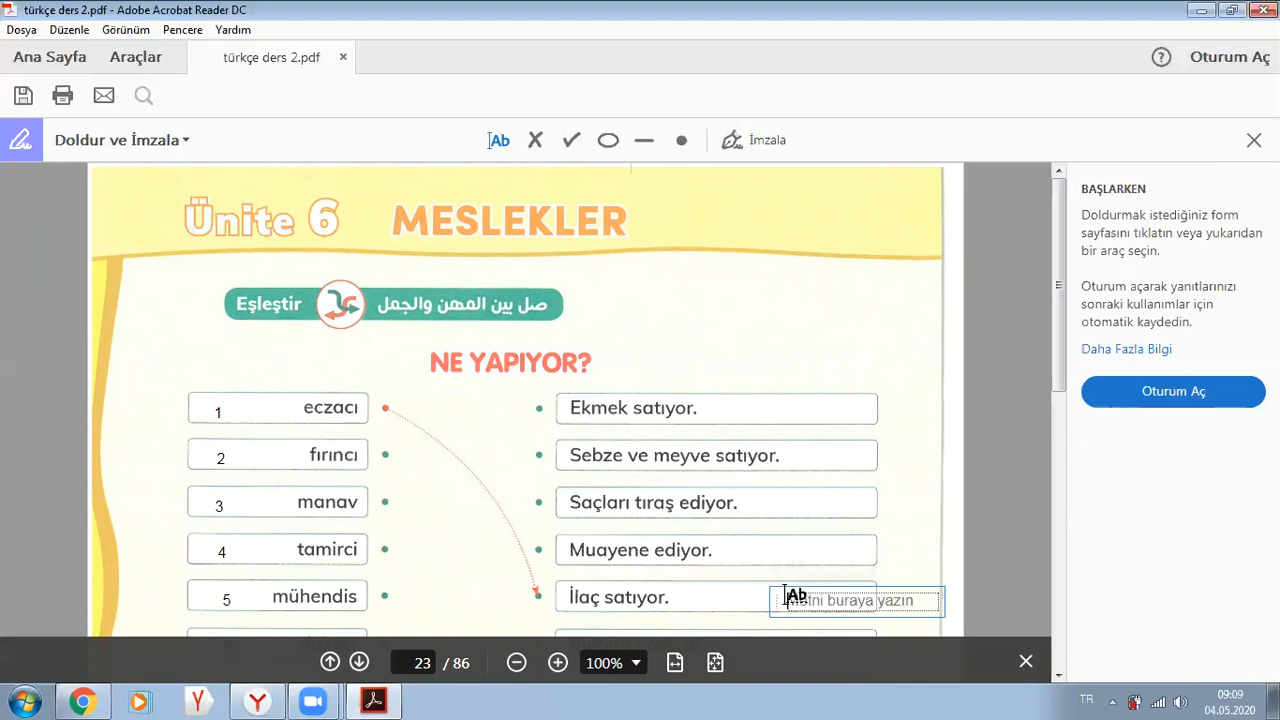 türkçe ders 2.pdf - Adobe Acrobat Reader DC
Dosya Düzenle Görünüm Pencere Yardım
Ana Sayfa Araçlar türkçe ders 2.pdf × ? Oturum Aç
Doldur ve İmzala Ab İmzala
Ünite 6 MESLEKLER
Eşleştir صل بين المهن والجمل
NE YAPIYOR?
1 eczacı Ekmek satıyor.
2 fırıncı Sebze ve meyve satıyor.
3 manav Saçları tıraş ediyor.
4 tamirci Muayene ediyor.
5 mühendis İlaç satıyor. Ab buraya yazın
BAŞLARKEN
Doldurmak istediğiniz form
sayfasını tıklatın veya yukarıdan
bir araç seçin.
Oturum açarak yanıtlarınızı
sonraki kullanımlar için
otomatik kaydedin.
Daha Fazla Bilgi
Oturum Aç
23 / 86 100%
TR 09:09
04.05.2020